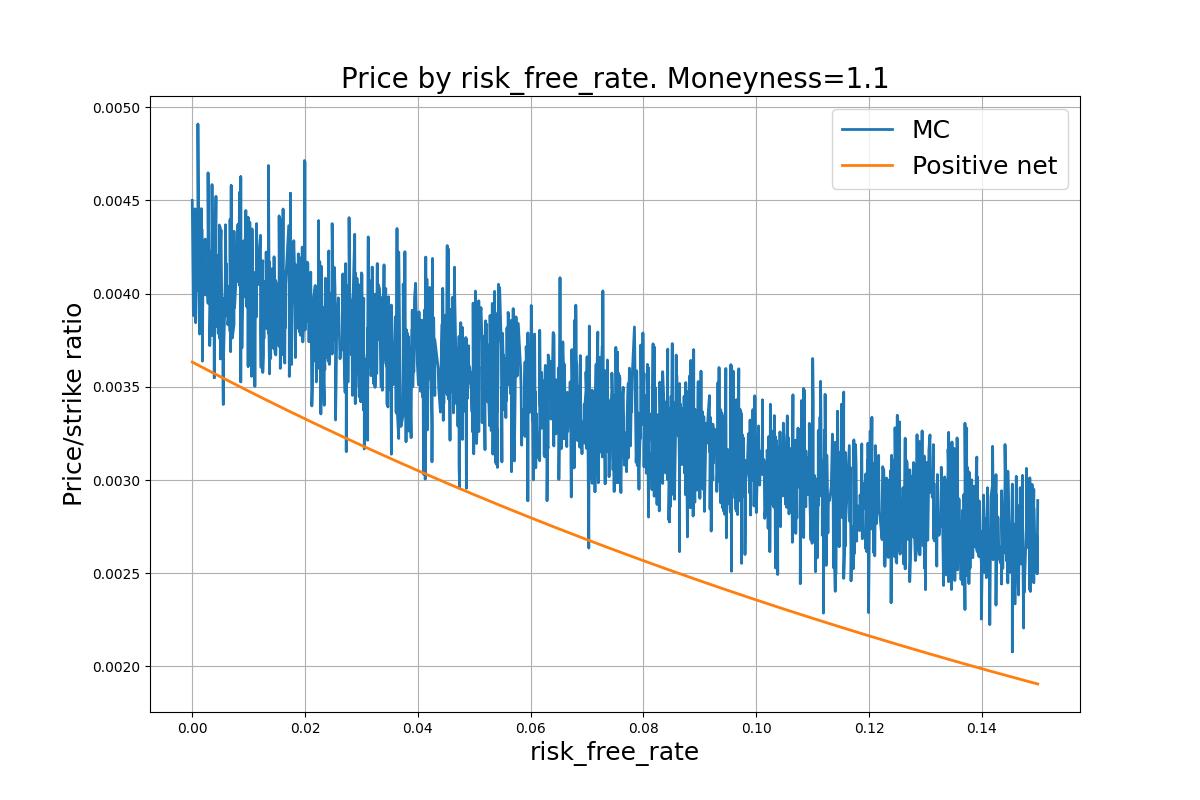 Price by risk_free_rate. Moneyness=1.1
MC
Positive net
Price/strike ratio
0.0050
0.0045
0.0040
0.0035
0.0030
0.0025
0.0020
0.00 0.02 0.04 0.06 0.08 0.10 0.12 0.14
risk_free_rate